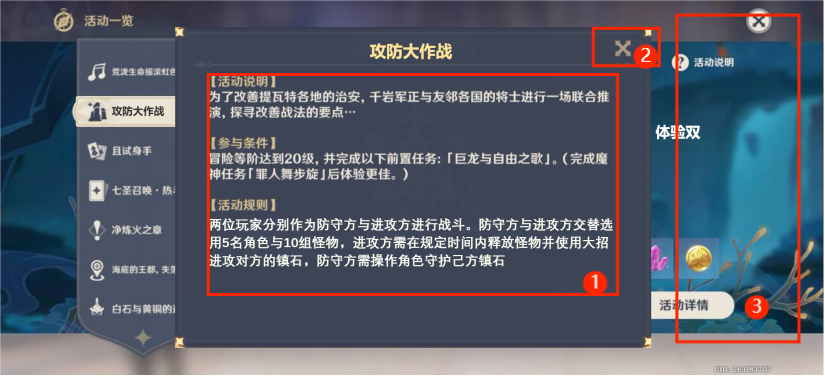 活动一览
荒泷生命摇滚虹色
攻防大作战
且试身手
七圣召唤·热斗
净炼火之章
海底的王都,失落
白石与黄铜的
攻防大作战
2
【活动说明】
为了改善提瓦特各地的治安,千岩军正与友邻各国的将士进行一场联合推
演,探寻改善战法的要点…
【参与条件】
冒险等阶达到20级,并完成以下前置任务:「巨龙与自由之歌」。(完成魔
神任务「罪人舞步旋」后体验更佳。)
【活动规则】
两位玩家分别作为防守方与进攻方进行战斗。防守方与进攻方交替选
用5名角色与10组怪物，进攻方需在规定时间内释放怪物并使用大招
进攻对方的镇石，防守方需操作角色守护己方镇石
1
?
活动说明
体验双
活动详情
3
UID: 263183707